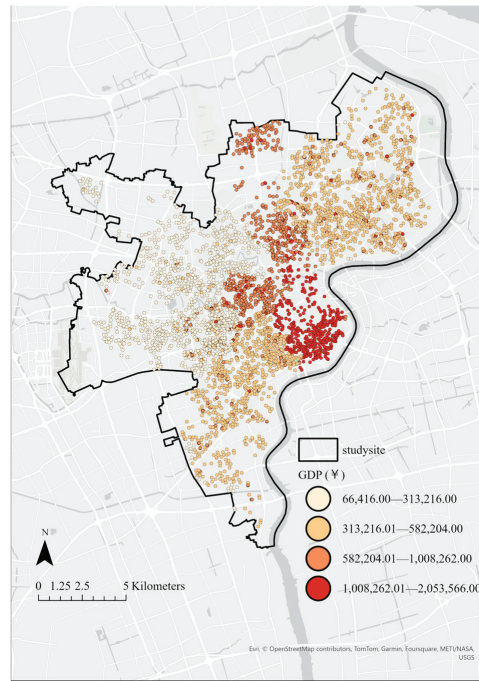 studysite
GDP (¥)
66,416.00—313,216.00
313,216.01—582,204.00
582,204.01—1,008,262.00
1,008,262.01—2,053,566.00
N
0 1.25 2.5 5 Kilometers
Esri, © OpenStreetMap contributors, TomTom, Garmin, Foursquare, METI/NASA,
USGS